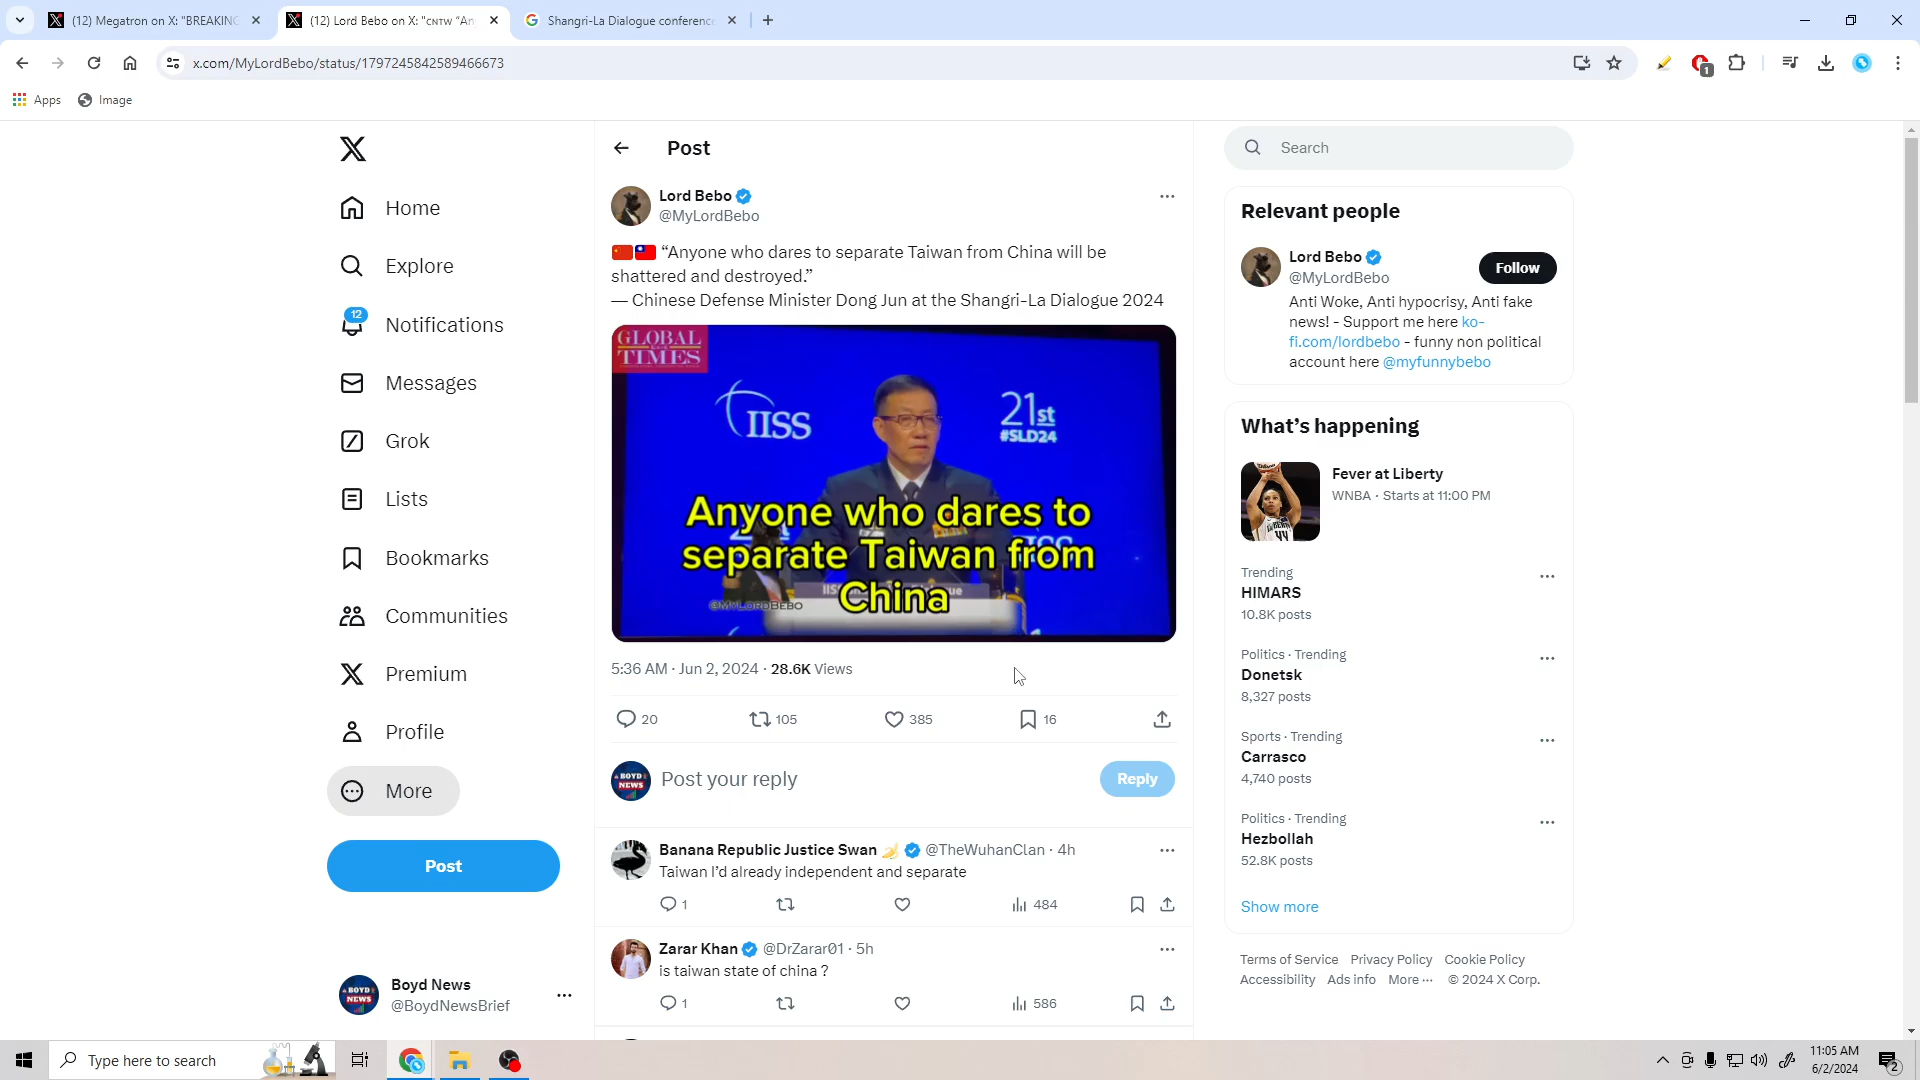 (12) Megatron on X: "BREAKING
(12) Lord Bebo on X: "CNTW "An
Shangri-La Dialogue conference
x.com/MyLordBebo/status/1797245842589466673
1
Apps
Image
Post
Search
Home
Explore
12
Notifications
Messages
Grok
Lists
Bookmarks
Communities
Premium
Profile
More
Post
Boyd News
@BoydNewsBrief
Lord Bebo
@MyLordBebo
“Anyone who dares to separate Taiwan from China will be
shattered and destroyed.”
— Chinese Defense Minister Dong Jun at the Shangri-La Dialogue 2024
GLOBAL
TIMES
IISS
21st
#SLD24
Anyone who dares to
separate Taiwan from
China
@MYLORDBEBO
5:36 AM · Jun 2, 2024 · 28.6K Views
20
105
385
16
BOYD
NEWS
Post your reply
Reply
Banana Republic Justice Swan @TheWuhanClan · 4h
Taiwan I’d already independent and separate
1
484
Zarar Khan @DrZarar01 · 5h
is taiwan state of china ?
1
586
Relevant people
Lord Bebo
@MyLordBebo
Follow
Anti Woke, Anti hypocrisy, Anti fake
news! - Support me here ko-
fi.com/lordbebo - funny non political
account here @myfunnybebo
What’s happening
Fever at Liberty
WNBA · Starts at 11:00 PM
Trending
HIMARS
10.8K posts
Politics · Trending
Donetsk
8,327 posts
Sports · Trending
Carrasco
4,740 posts
Politics · Trending
Hezbollah
52.8K posts
Show more
Terms of Service Privacy Policy Cookie Policy
Accessibility Ads info More ··· © 2024 X Corp.
BOYD
NEWS
Type here to search
11:05 AM
6/2/2024
2